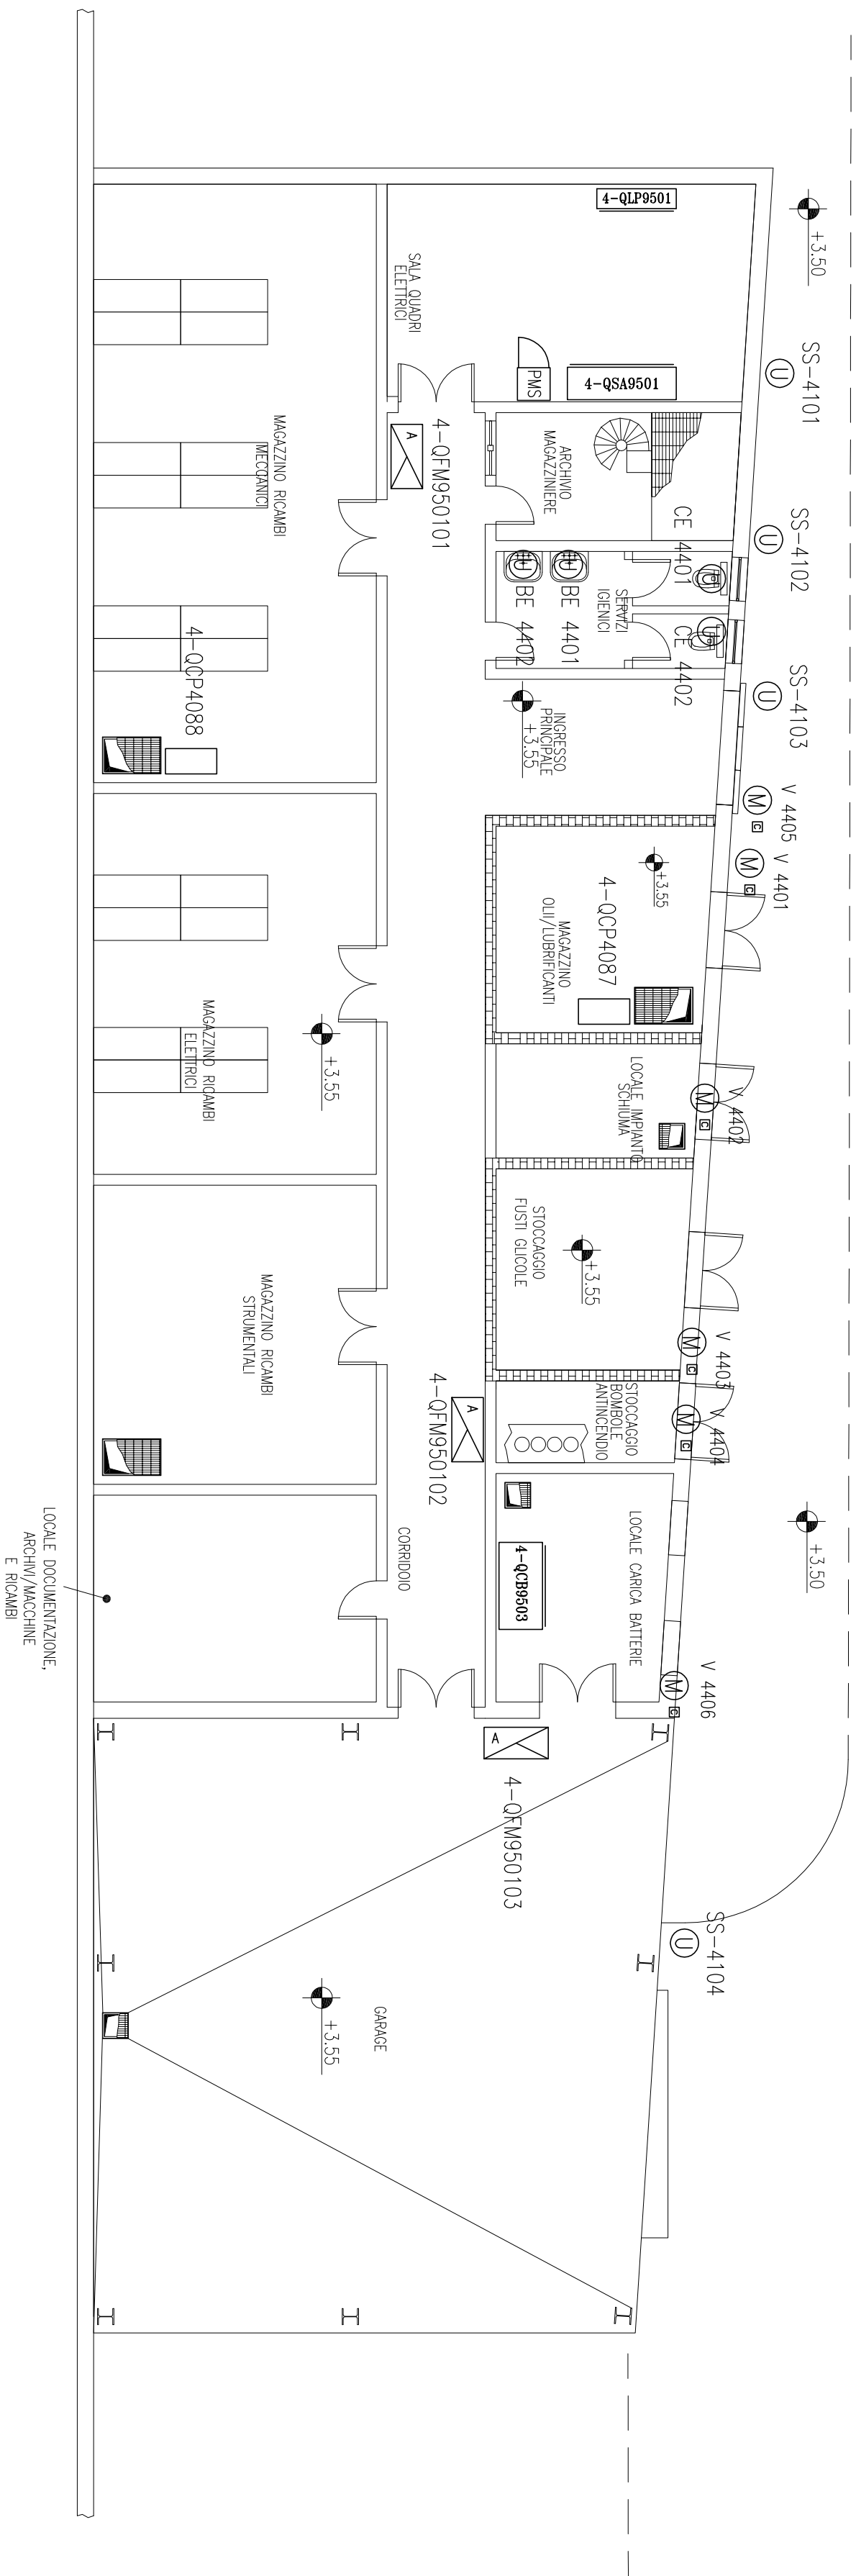 4-QLP9501
+3.50
SALA QUADRI
ELETTRICI
PMS
4-QSA9501
SS-4101
U
MAGAZZINO RICAMBI
MECCANICI
A
4-QFM950101
ARCHIVIO
MAGAZZINIERE
CE 4401
SS-4102
U
U
BE 4402
U
BE 4401
SERVIZI
IGIENICI
U
U
CE 4402
4-QCP4088
INGRESSO
PRINCIPALE
+3.55
SS-4103
U
V 4405
M
C
V 4401
M
C
+3.55
4-QCP4087
MAGAZZINO
OLII/LUBRIFICANTI
MAGAZZINO RICAMBI
ELETTRICI
+3.55
LOCALE IMPIANTO
SCHIUMA
V 4402
M
C
STOCCAGGIO
FUSTI GLICOLE
+3.55
MAGAZZINO RICAMBI
STRUMENTALI
V 4403
M
C
V 4404
M
C
STOCCAGGIO
BOMBOLE
ANTINCENDIO
A
4-QFM950102
LOCALE CARICA BATTERIE
4-QCB9503
+3.50
CORRIDOIO
LOCALE DOCUMENTAZIONE,
ARCHIVI/MACCHINE
E RICAMBI
V 4406
M
C
A
4-QFM950103
SS-4104
U
GARAGE
+3.55